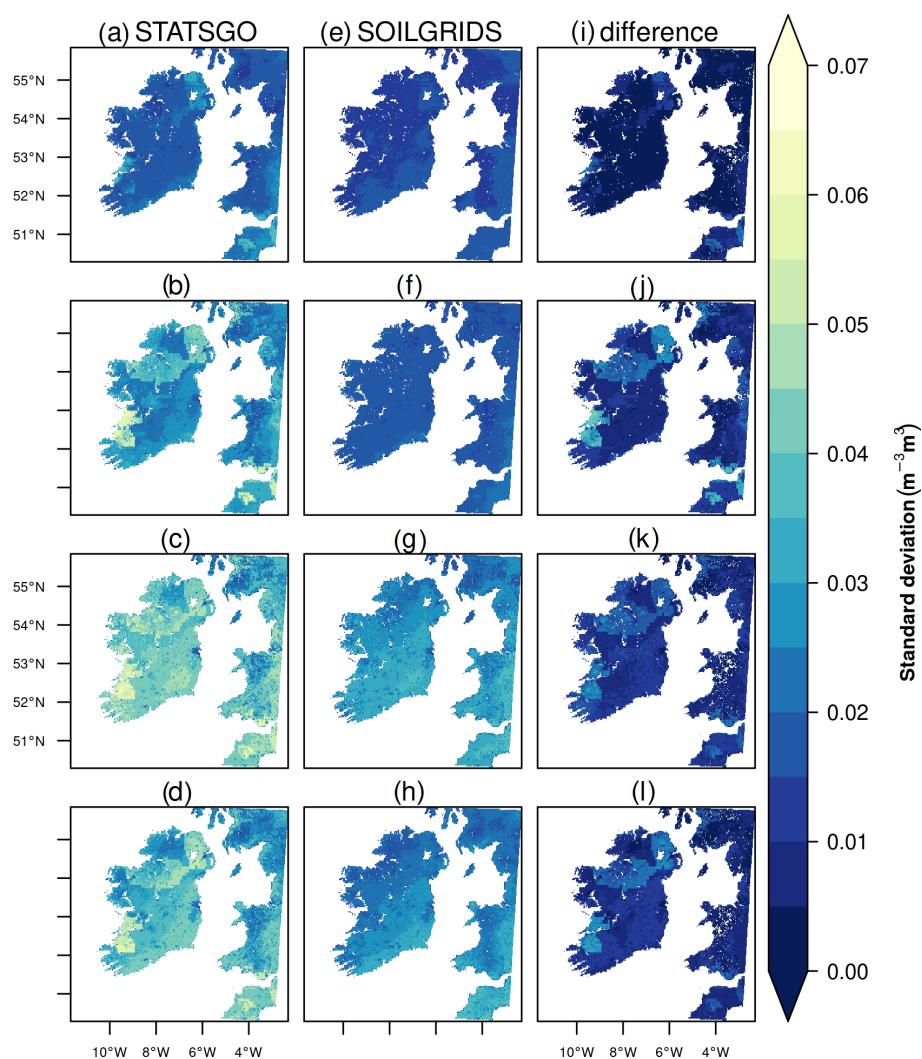 (a) STATSGO (e) SOILGRIDS (i) difference
55°N
54°N
53°N
52°N
51°N
(b) (f) (j)
(c) (g) (k)
55°N
54°N
53°N
52°N
51°N
(d) (h) (l)
10°W 8°W 6°W 4°W
10°W 8°W 6°W 4°W
0.07
0.06
0.05
0.04
0.03
0.02
0.01
0.00
Standard deviation (m⁻³m³)